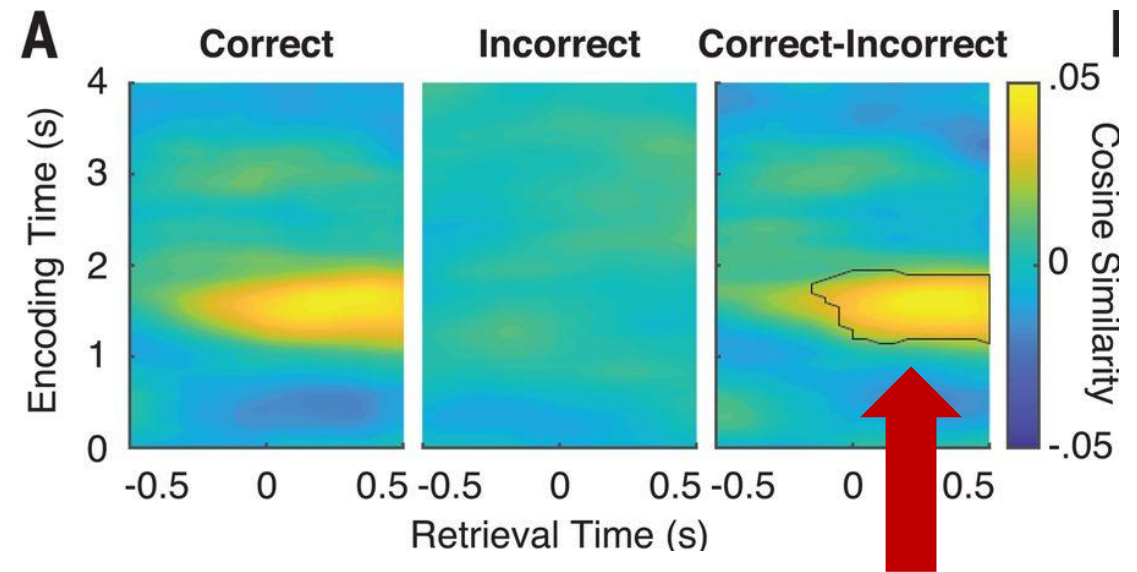 A
Correct Incorrect Correct-Incorrect
Encoding Time (s)
4
3
2
1
0
-0.5 0 0.5 -0.5 0 0.5 -0.5 0 0.5
Retrieval Time (s)
.05
0
-.05
Cosine Similarity